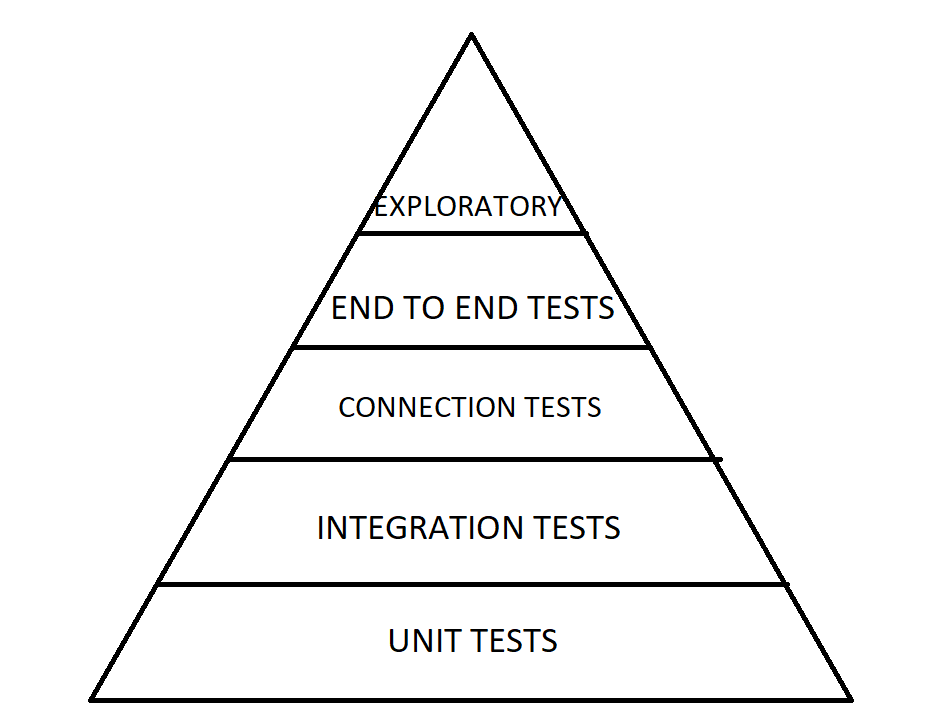 EXPLORATORY
END TO END TESTS
CONNECTION TESTS
INTEGRATION TESTS
UNIT TESTS